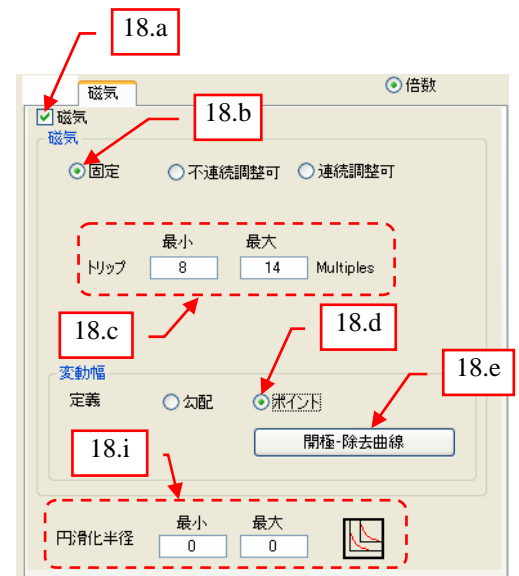 18.a
磁気
倍数
磁気
18.b
磁気
固定
不連続調整可
連続調整可
最小
最大
トリップ
8
14
Multiples
18.c
18.d
18.e
変動幅
定義
勾配
ポイント
開極-除去曲線
18.i
最小
最大
円滑化半径
0
0